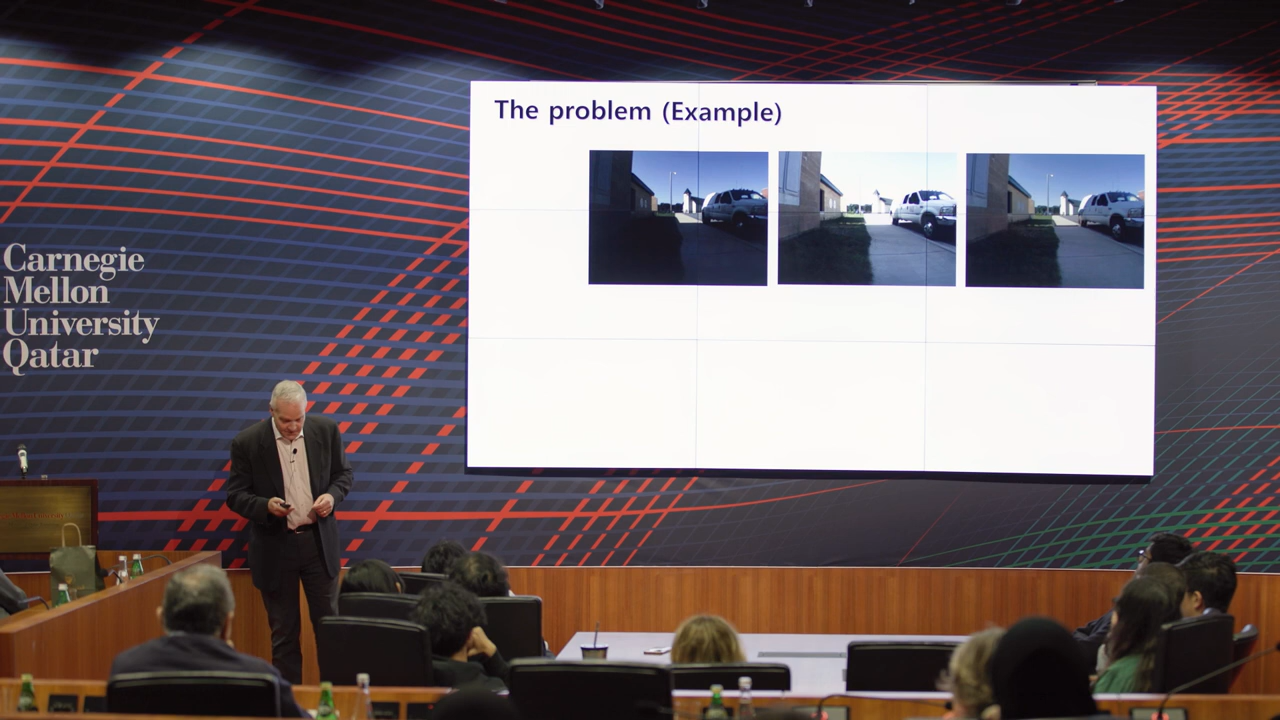 The problem (Example)
Carnegie
Mellon
University
Qatar